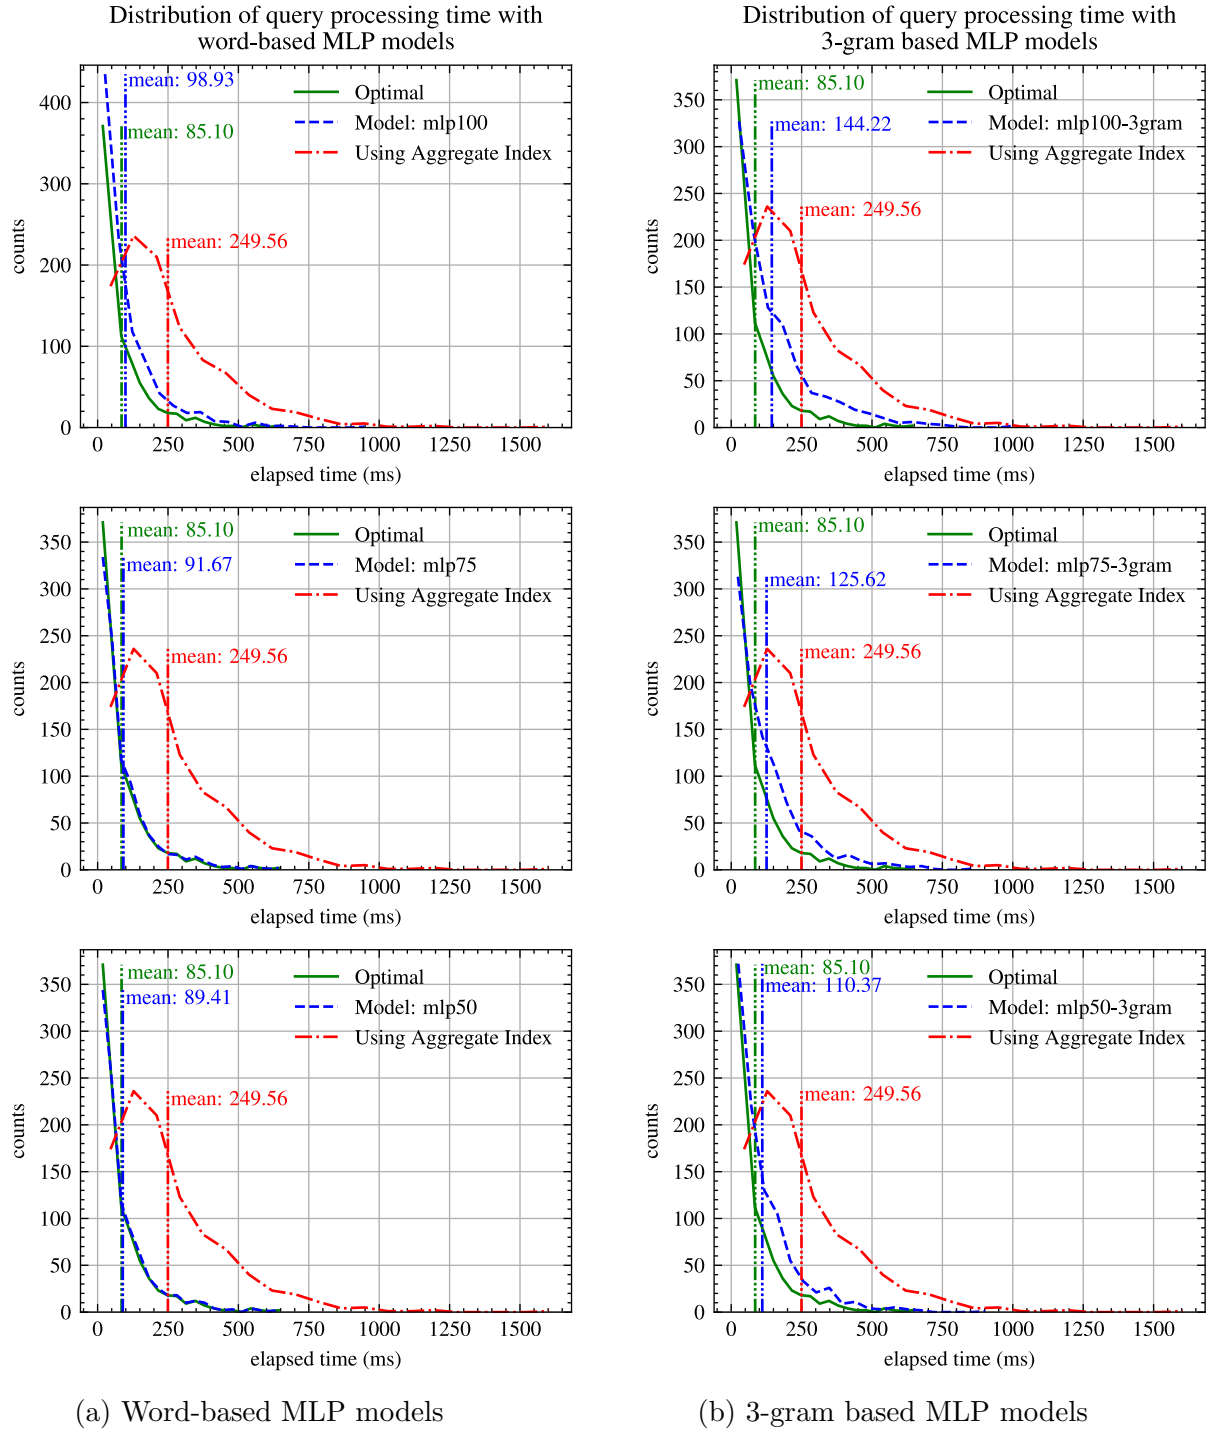 Distribution of query processing time with
word-based MLP models
mean: 98.93
mean: 85.10
mean: 249.56
Optimal
Model: mlp100
Using Aggregate Index
counts
400
300
200
100
0
0 250 500 750 1000 1250 1500
elapsed time (ms)
Distribution of query processing time with
3-gram based MLP models
mean: 85.10
mean: 144.22
mean: 249.56
Optimal
Model: mlp100-3gram
Using Aggregate Index
counts
350
300
250
200
150
100
50
0
0 250 500 750 1000 1250 1500
elapsed time (ms)
mean: 85.10
mean: 91.67
mean: 249.56
Optimal
Model: mlp75
Using Aggregate Index
counts
350
300
250
200
150
100
50
0
0 250 500 750 1000 1250 1500
elapsed time (ms)
mean: 85.10
mean: 125.62
mean: 249.56
Optimal
Model: mlp75-3gram
Using Aggregate Index
counts
350
300
250
200
150
100
50
0
0 250 500 750 1000 1250 1500
elapsed time (ms)
mean: 85.10
mean: 89.41
mean: 249.56
Optimal
Model: mlp50
Using Aggregate Index
counts
350
300
250
200
150
100
50
0
0 250 500 750 1000 1250 1500
elapsed time (ms)
mean: 85.10
mean: 110.37
mean: 249.56
Optimal
Model: mlp50-3gram
Using Aggregate Index
counts
350
300
250
200
150
100
50
0
0 250 500 750 1000 1250 1500
elapsed time (ms)
(a) Word-based MLP models
(b) 3-gram based MLP models